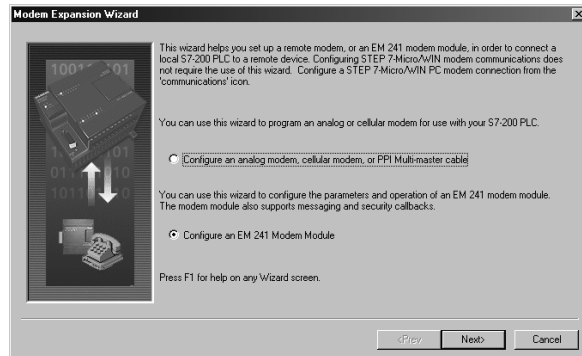 Modem Expansion Wizard
This wizard helps you set up a remote modem, or an EM 241 modem module, in order to connect a
local S7-200 PLC to a remote device. Configuring STEP 7-Micro/WIN modem communications does
not require the use of this wizard. Configure a STEP 7-Micro/WIN PC modem connection from the
'communications' icon.
You can use this wizard to program an analog or cellular modem for use with your S7-200 PLC.
Configure an analog modem, cellular modem, or PPI Multi-master cable
You can use this wizard to configure the parameters and operation of an EM 241 modem module.
The modem module also supports messaging and security callbacks.
Configure an EM 241 Modem Module
Press F1 for help on any Wizard screen.
<Prev
Next>
Cancel